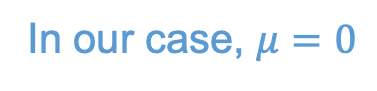 In our case, 𝜇 = 0